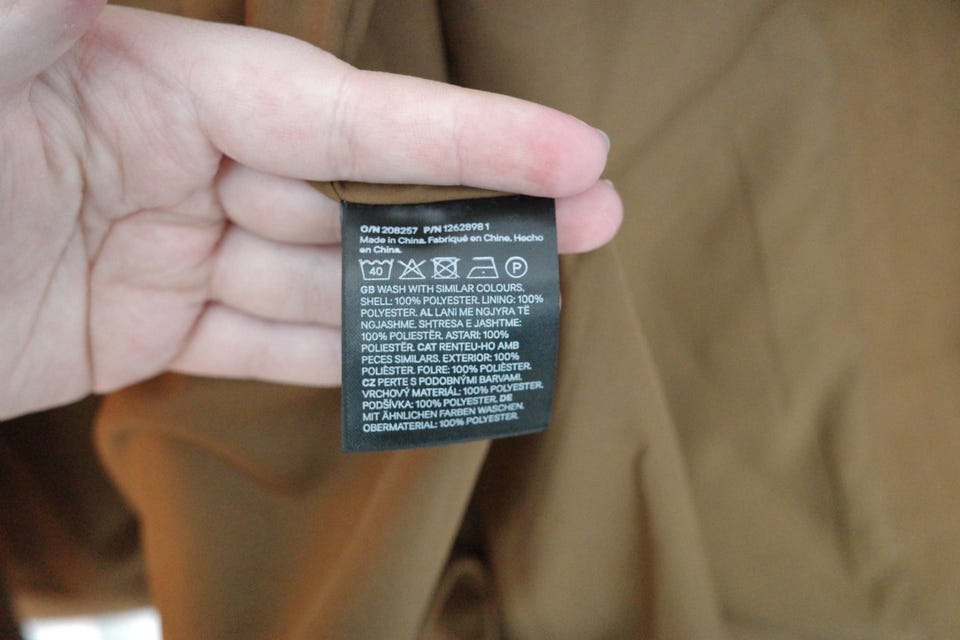 O/N 208257 P/N 1262898 1
Made in China. Fabriqué en Chine. Hecho
en China.
40 P
GB WASH WITH SIMILAR COLOURS.
SHELL: 100% POLYESTER. LINING: 100%
POLYESTER. AL LANI ME NGJYRA TË
NGJASHME. SHTRESA E JASHTME:
100% POLIESTËR. ASTARI: 100%
POLIESTËR. CAT RENTEU-HO AMB
PECES SIMILARS. EXTERIOR: 100%
POLIÈSTER. FOLRE: 100% POLIÈSTER.
CZ PERTE S PODOBNÝMI BARVAMI.
VRCHOVÝ MATERIÁL: 100% POLYESTER.
PODŠÍVKA: 100% POLYESTER. DE
MIT ÄHNLICHEN FARBEN WASCHEN.
OBERMATERIAL: 100% POLYESTER.